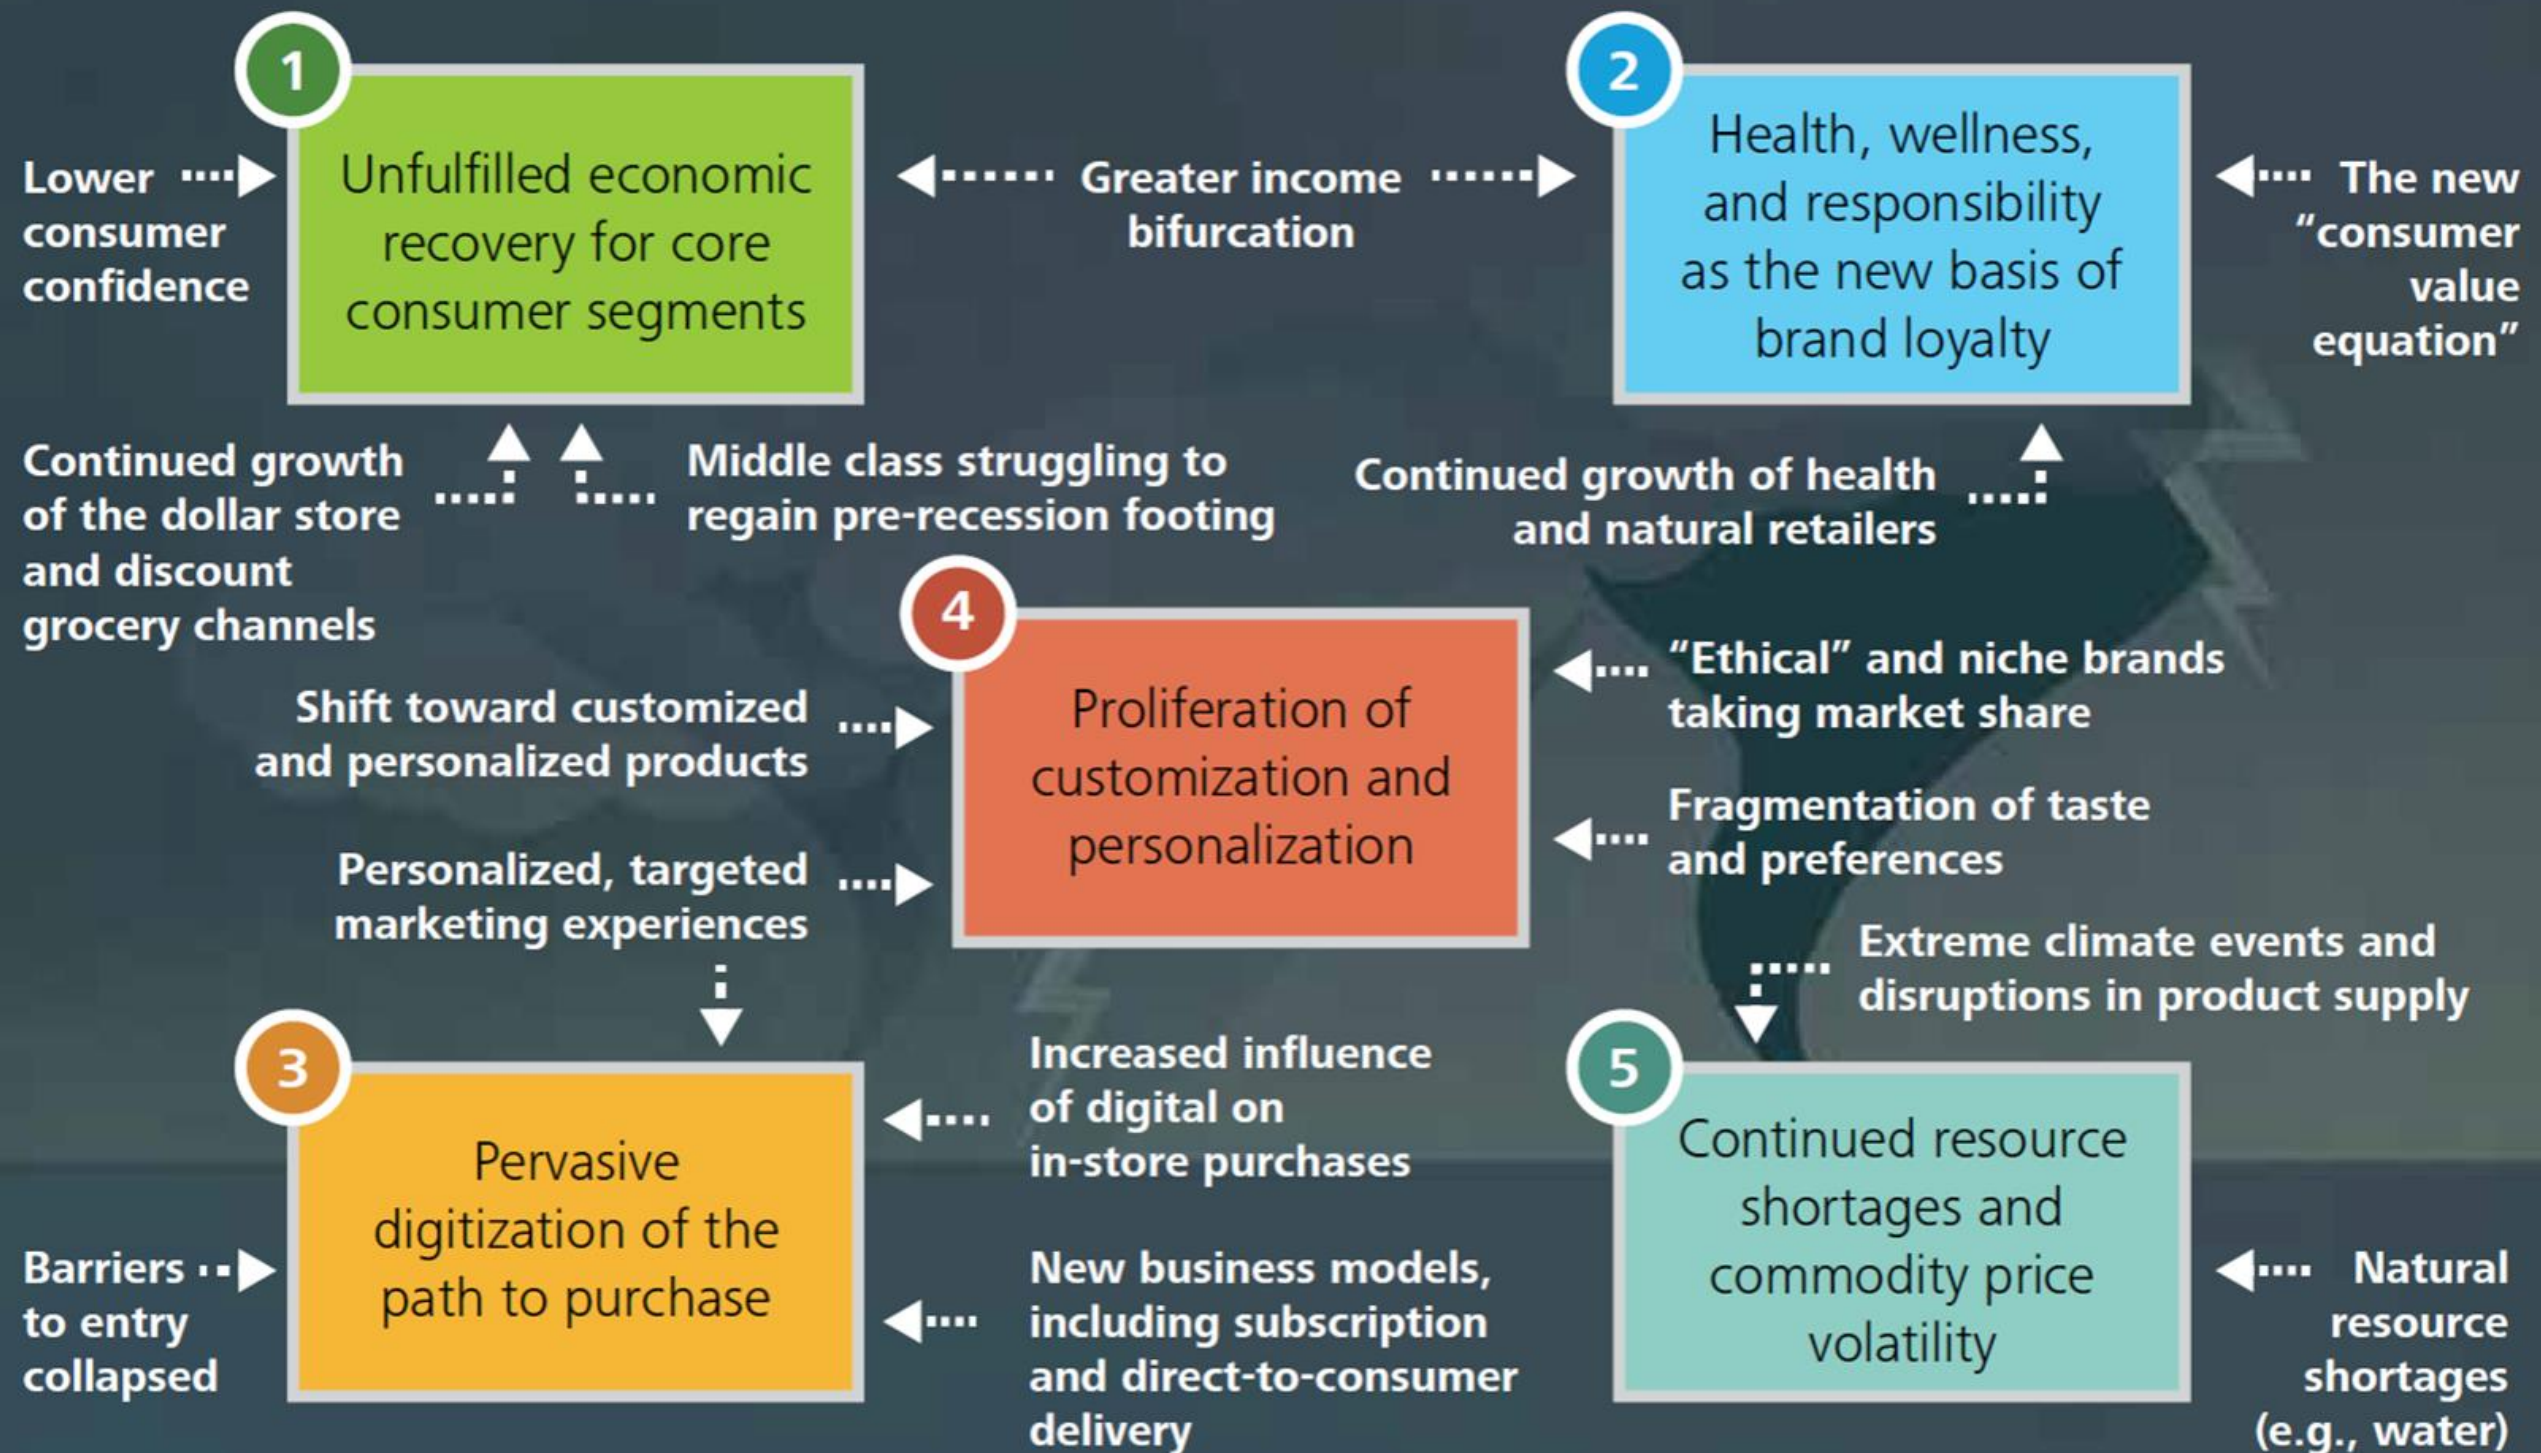 1
Unfulfilled economic
recovery for core
consumer segments
2
Health, wellness,
and responsibility
as the new basis of
brand loyalty
Lower
consumer
confidence
Greater income
bifurcation
The new
“consumer
value
equation”
Continued growth
of the dollar store
and discount
grocery channels
Middle class struggling to
regain pre-recession footing
Continued growth of health
and natural retailers
4
Proliferation of
customization and
personalization
Shift toward customized
and personalized products
Personalized, targeted
marketing experiences
“Ethical” and niche brands
taking market share
Fragmentation of taste
and preferences
Extreme climate events and
disruptions in product supply
3
Pervasive
digitization of the
path to purchase
Increased influence
of digital on
in-store purchases
Barriers
to entry
collapsed
New business models,
including subscription
and direct-to-consumer
delivery
5
Continued resource
shortages and
commodity price
volatility
Natural
resource
shortages
(e.g., water)